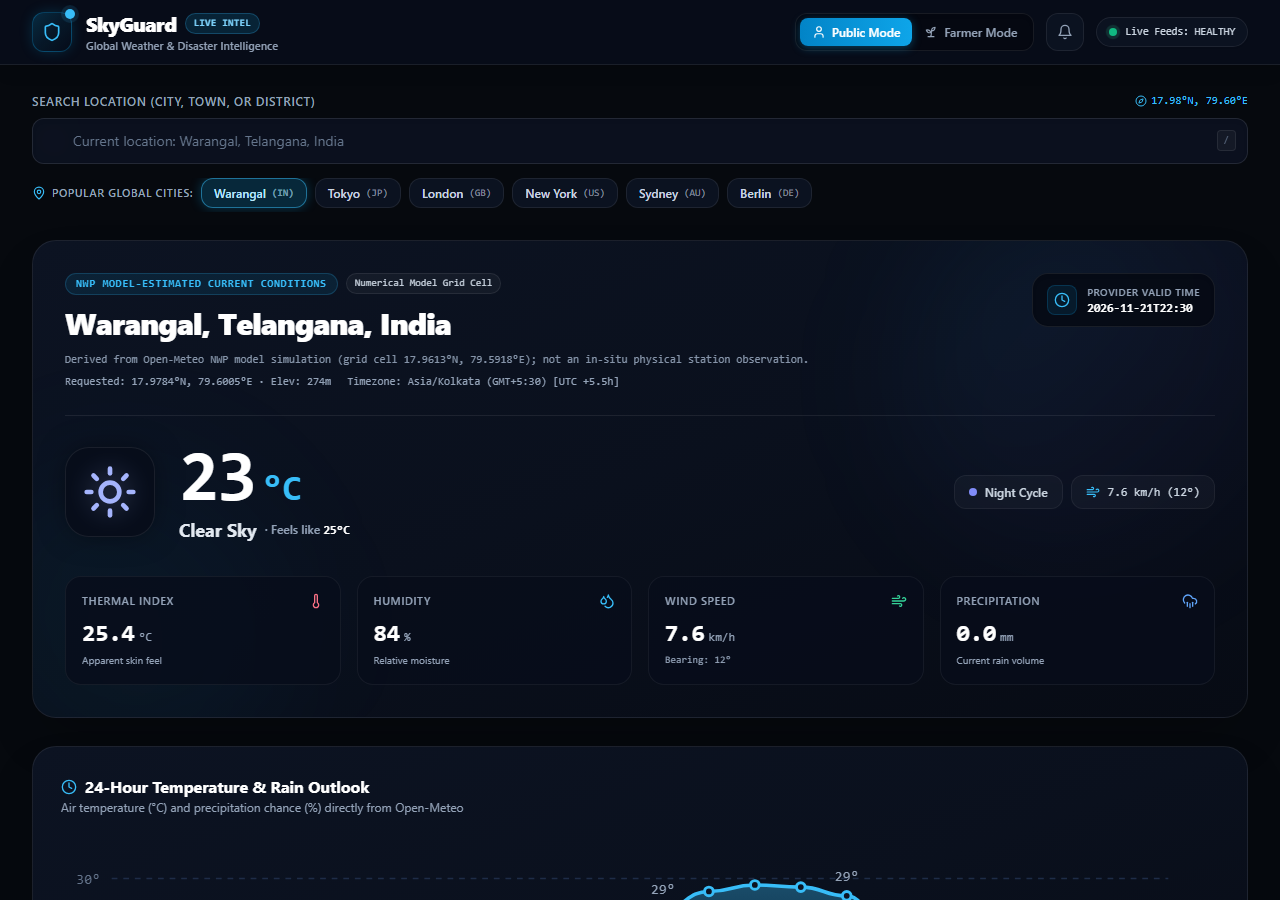 SkyGuard LIVE INTEL
Global Weather & Disaster Intelligence
Public Mode
Farmer Mode
Live Feeds: HEALTHY
SEARCH LOCATION (CITY, TOWN, OR DISTRICT)
17.98°N, 79.60°E
Current location: Warangal, Telangana, India
/
POPULAR GLOBAL CITIES:
Warangal (IN)
Tokyo (JP)
London (GB)
New York (US)
Sydney (AU)
Berlin (DE)
NWP MODEL-ESTIMATED CURRENT CONDITIONS
Numerical Model Grid Cell
Warangal, Telangana, India
PROVIDER VALID TIME
2026-11-21T22:30
Derived from Open-Meteo NWP model simulation (grid cell 17.9613°N, 79.5918°E); not an in-situ physical station observation.
Requested: 17.9784°N, 79.6005°E · Elev: 274m Timezone: Asia/Kolkata (GMT+5:30) [UTC +5.5h]
23 °C
Clear Sky · Feels like 25°C
Night Cycle
7.6 km/h (12°)
THERMAL INDEX
25.4 °C
Apparent skin feel
HUMIDITY
84 %
Relative moisture
WIND SPEED
7.6 km/h
Bearing: 12°
PRECIPITATION
0.0 mm
Current rain volume
24-Hour Temperature & Rain Outlook
Air temperature (°C) and precipitation chance (%) directly from Open-Meteo
30°
29°
29°